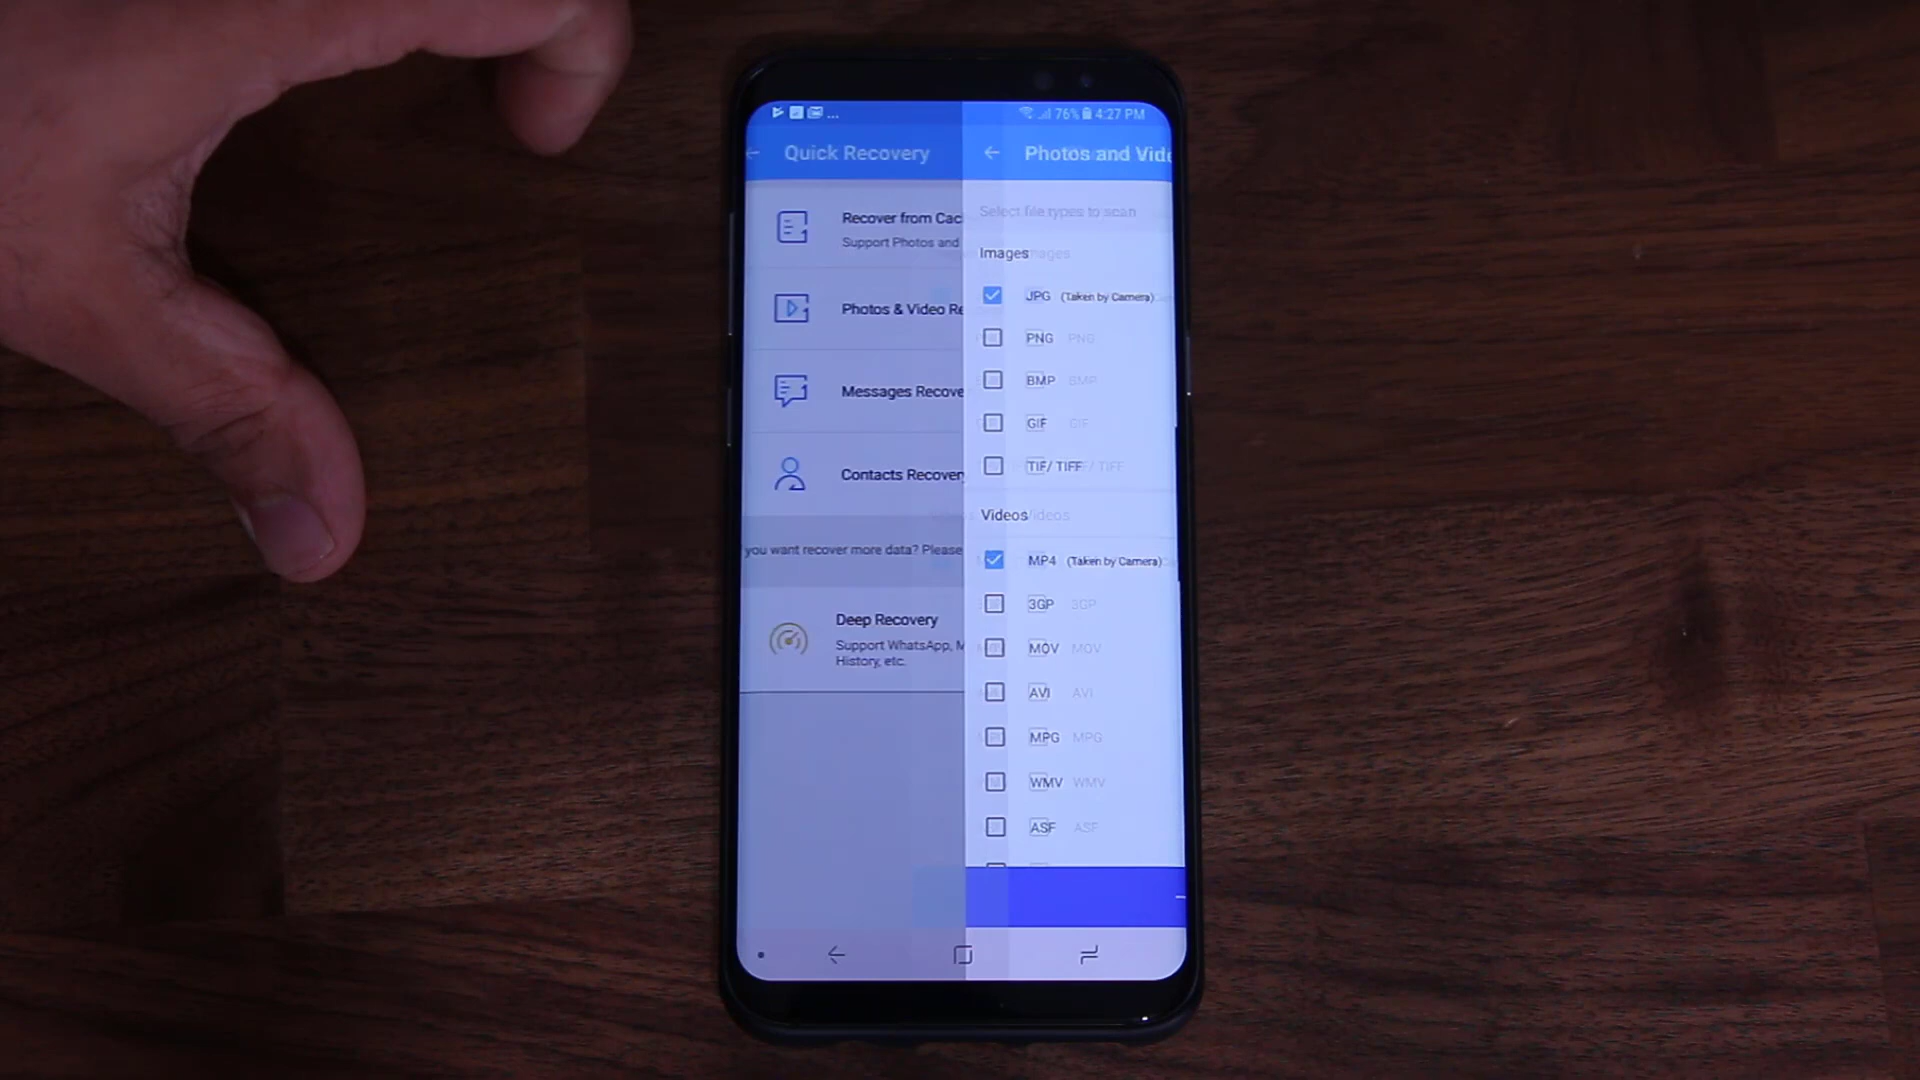 ... 76% 4:27 PM
Quick Recovery
Recover from Cac
Support Photos and
Photos & Video Re
Messages Recove
Contacts Recovery
you want recover more data? Please
Deep Recovery
Support WhatsApp, M
History, etc.
Photos and Vide
Select file types to scan
Images
JPG (Taken by Camera)
PNG
BMP
GIF
TIF/ TIFF
Videos
MP4 (Taken by Camera)
3GP
MOV
AVI
MPG
WMV
ASF